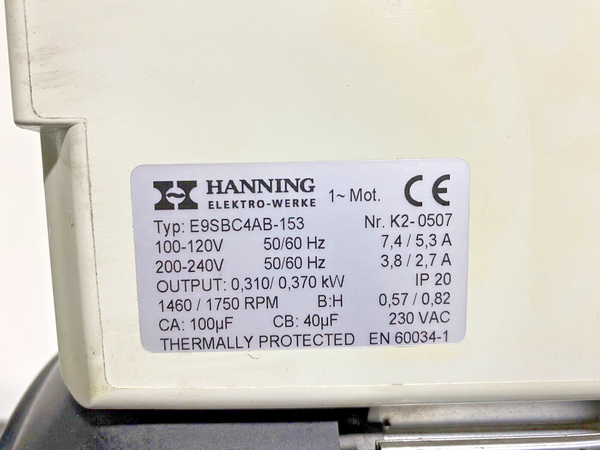 HANNING
ELEKTRO-WERKE 1~ Mot. CE
Typ: E9SBC4AB-153 Nr. K2-0507
100-120V 50/60 Hz 7,4 / 5,3 A
200-240V 50/60 Hz 3,8 / 2,7 A
OUTPUT: 0,310/ 0,370 kW IP 20
1460 / 1750 RPM B:H 0,57 / 0,82
CA: 100µF CB: 40µF 230 VAC
THERMALLY PROTECTED EN 60034-1